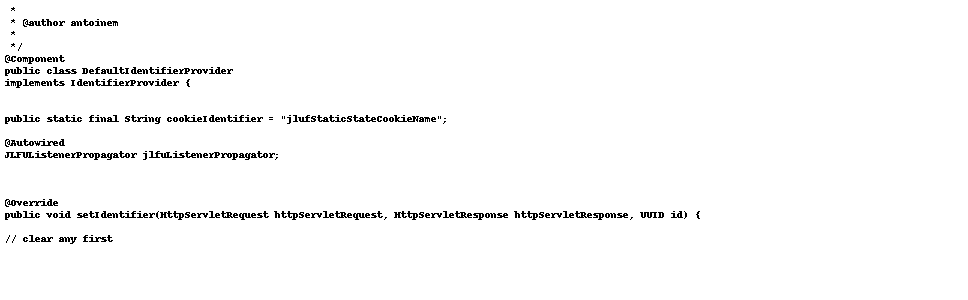 *
* @author antoinem
*
*/
@Component
public class DefaultIdentifierProvider
implements IdentifierProvider {
public static final String cookieIdentifier = "jlufStaticStateCookieName";
@Autowired
JLFUListenerPropagator jlfuListenerPropagator;
@Override
public void setIdentifier(HttpServletRequest httpServletRequest, HttpServletResponse httpServletResponse, UUID id) {
// clear any first